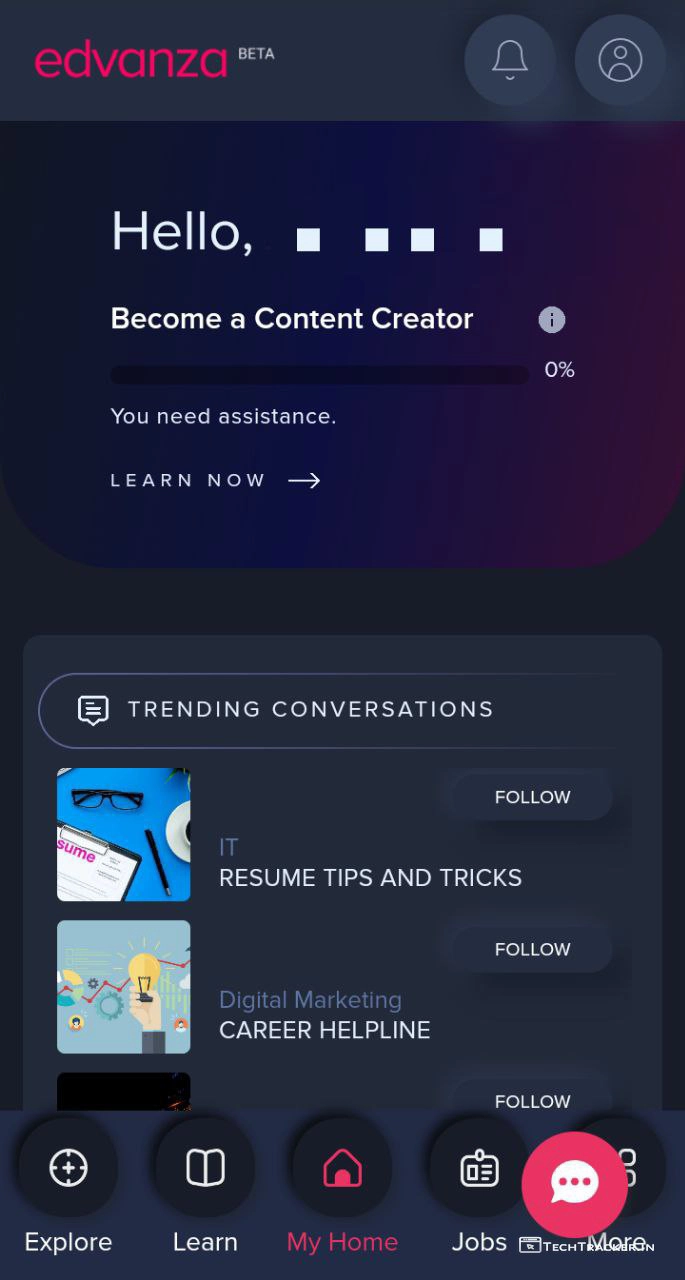 edvanza BETA
Hello,
Become a Content Creator
0%
You need assistance.
LEARN NOW
TRENDING CONVERSATIONS
FOLLOW
sume
IT
RESUME TIPS AND TRICKS
FOLLOW
Digital Marketing
CAREER HELPLINE
FOLLOW
Explore
Learn
My Home
Jobs
More
TECHTRACKER.IN